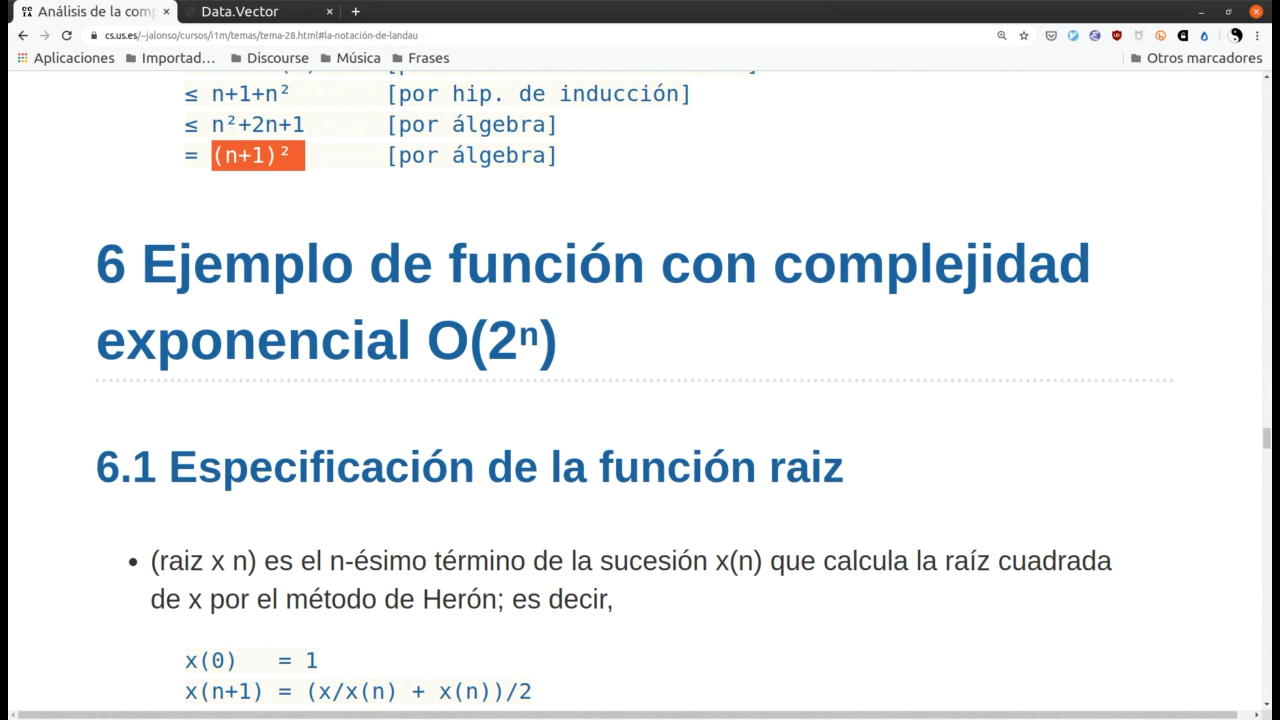 Análisis de la comp
Data.Vector
cs.us.es/~jalonso/cursos/i1m/temas/tema-28.html#la-notación-de-landau
Aplicaciones Importad… Discourse Música Frases Otros marcadores
≤ n+1+n² [por hip. de inducción]
≤ n²+2n+1 [por álgebra]
= (n+1)² [por álgebra]
6 Ejemplo de función con complejidad
exponencial O(2ⁿ)
6.1 Especificación de la función raiz
• (raiz x n) es el n-ésimo término de la sucesión x(n) que calcula la raíz cuadrada
de x por el método de Herón; es decir,
x(0) = 1
x(n+1) = (x/x(n) + x(n))/2